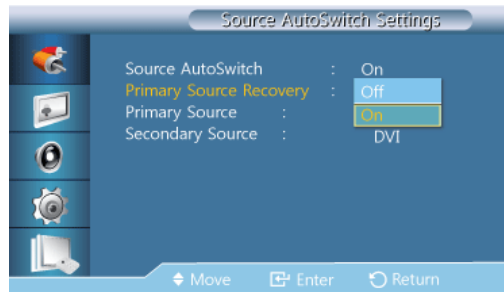 Source AutoSwitch Settings
Source AutoSwitch : On
Primary Source Recovery : Off
Primary Source : On
Secondary Source : DVI
Move Enter Return